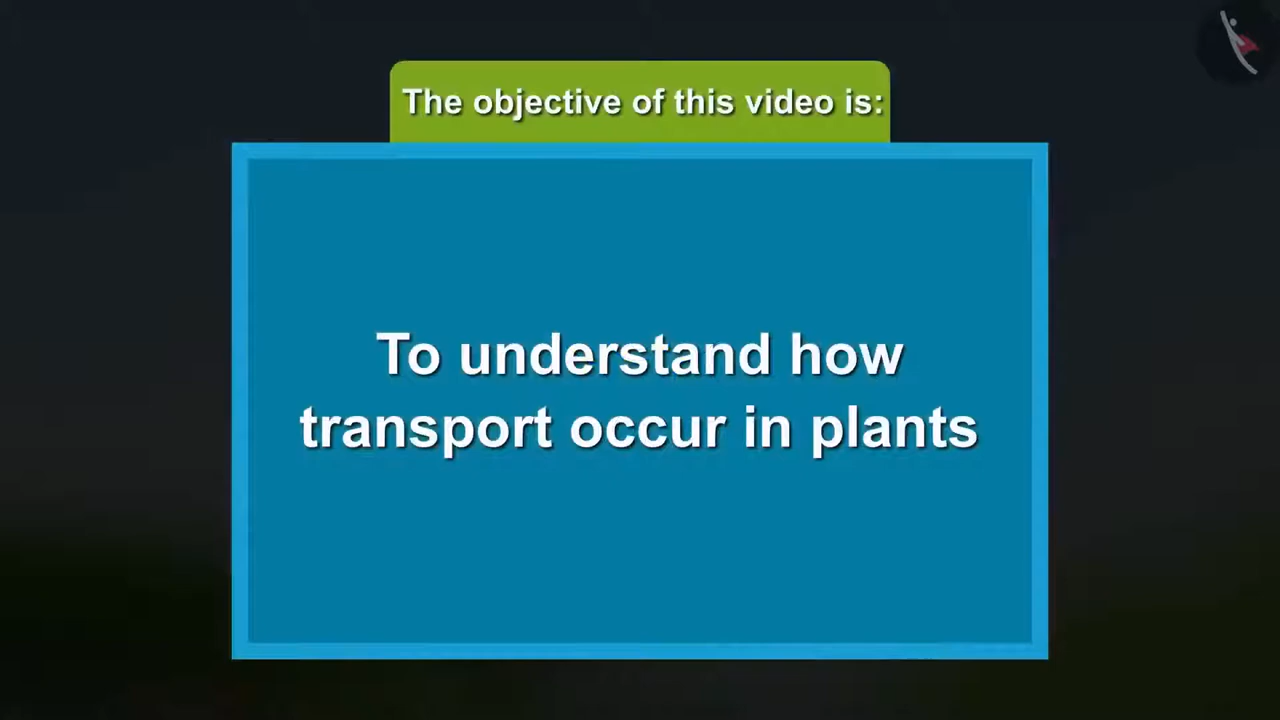 The objective of this video is:
To understand how
transport occur in plants